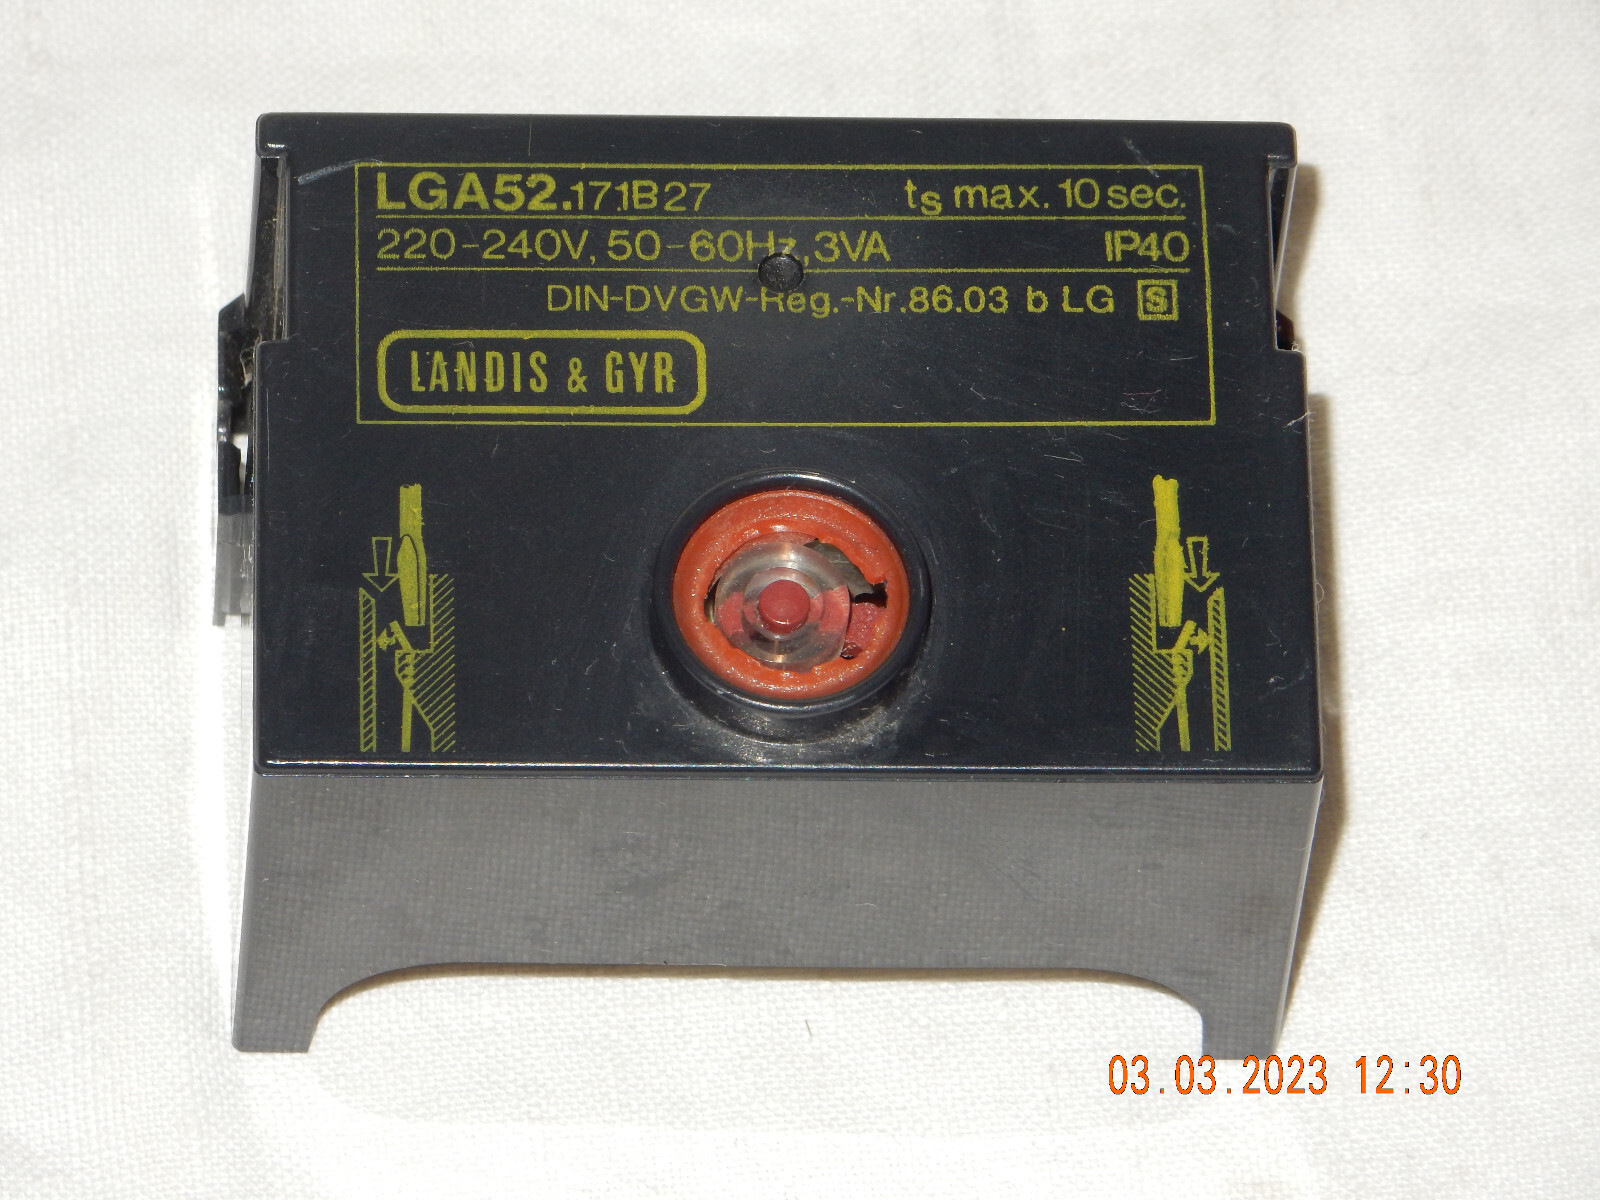 LGA52.171B27 ts max. 10 sec.
220-240V, 50-60Hz, 3VA IP40
DIN-DVGW-Reg.-Nr. 86.03 b LG S
LANDIS & GYR
03.03.2023 12:30